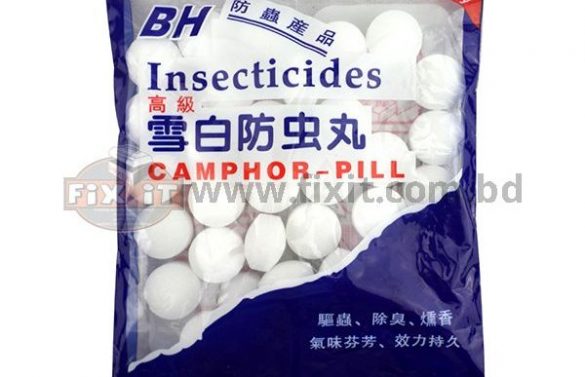 BH
防蟲產品
Insecticides
高級
雪白防虫丸
CAMPHOR-PILL
FIX iT
www.fixit.com.bd
驅蟲、除臭、燻香
氣味芬芳、效力持久